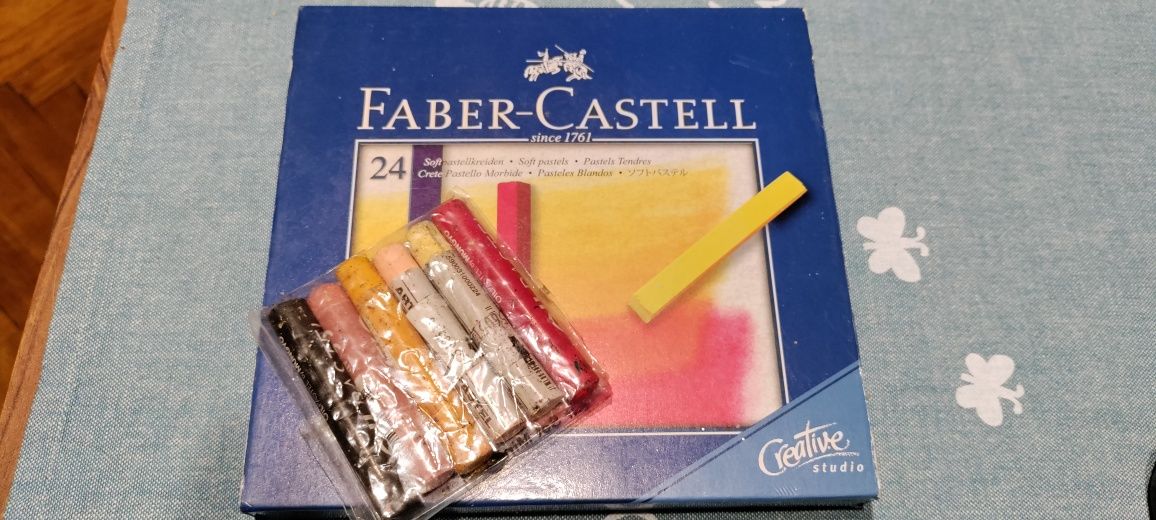 FABER-CASTELL
since 1761
24
Softpastellkreiden • Soft pastels • Pastels Tendres
Crete Pastello Morbide • Pasteles Blandos • ソフトパステル
Creative
studio